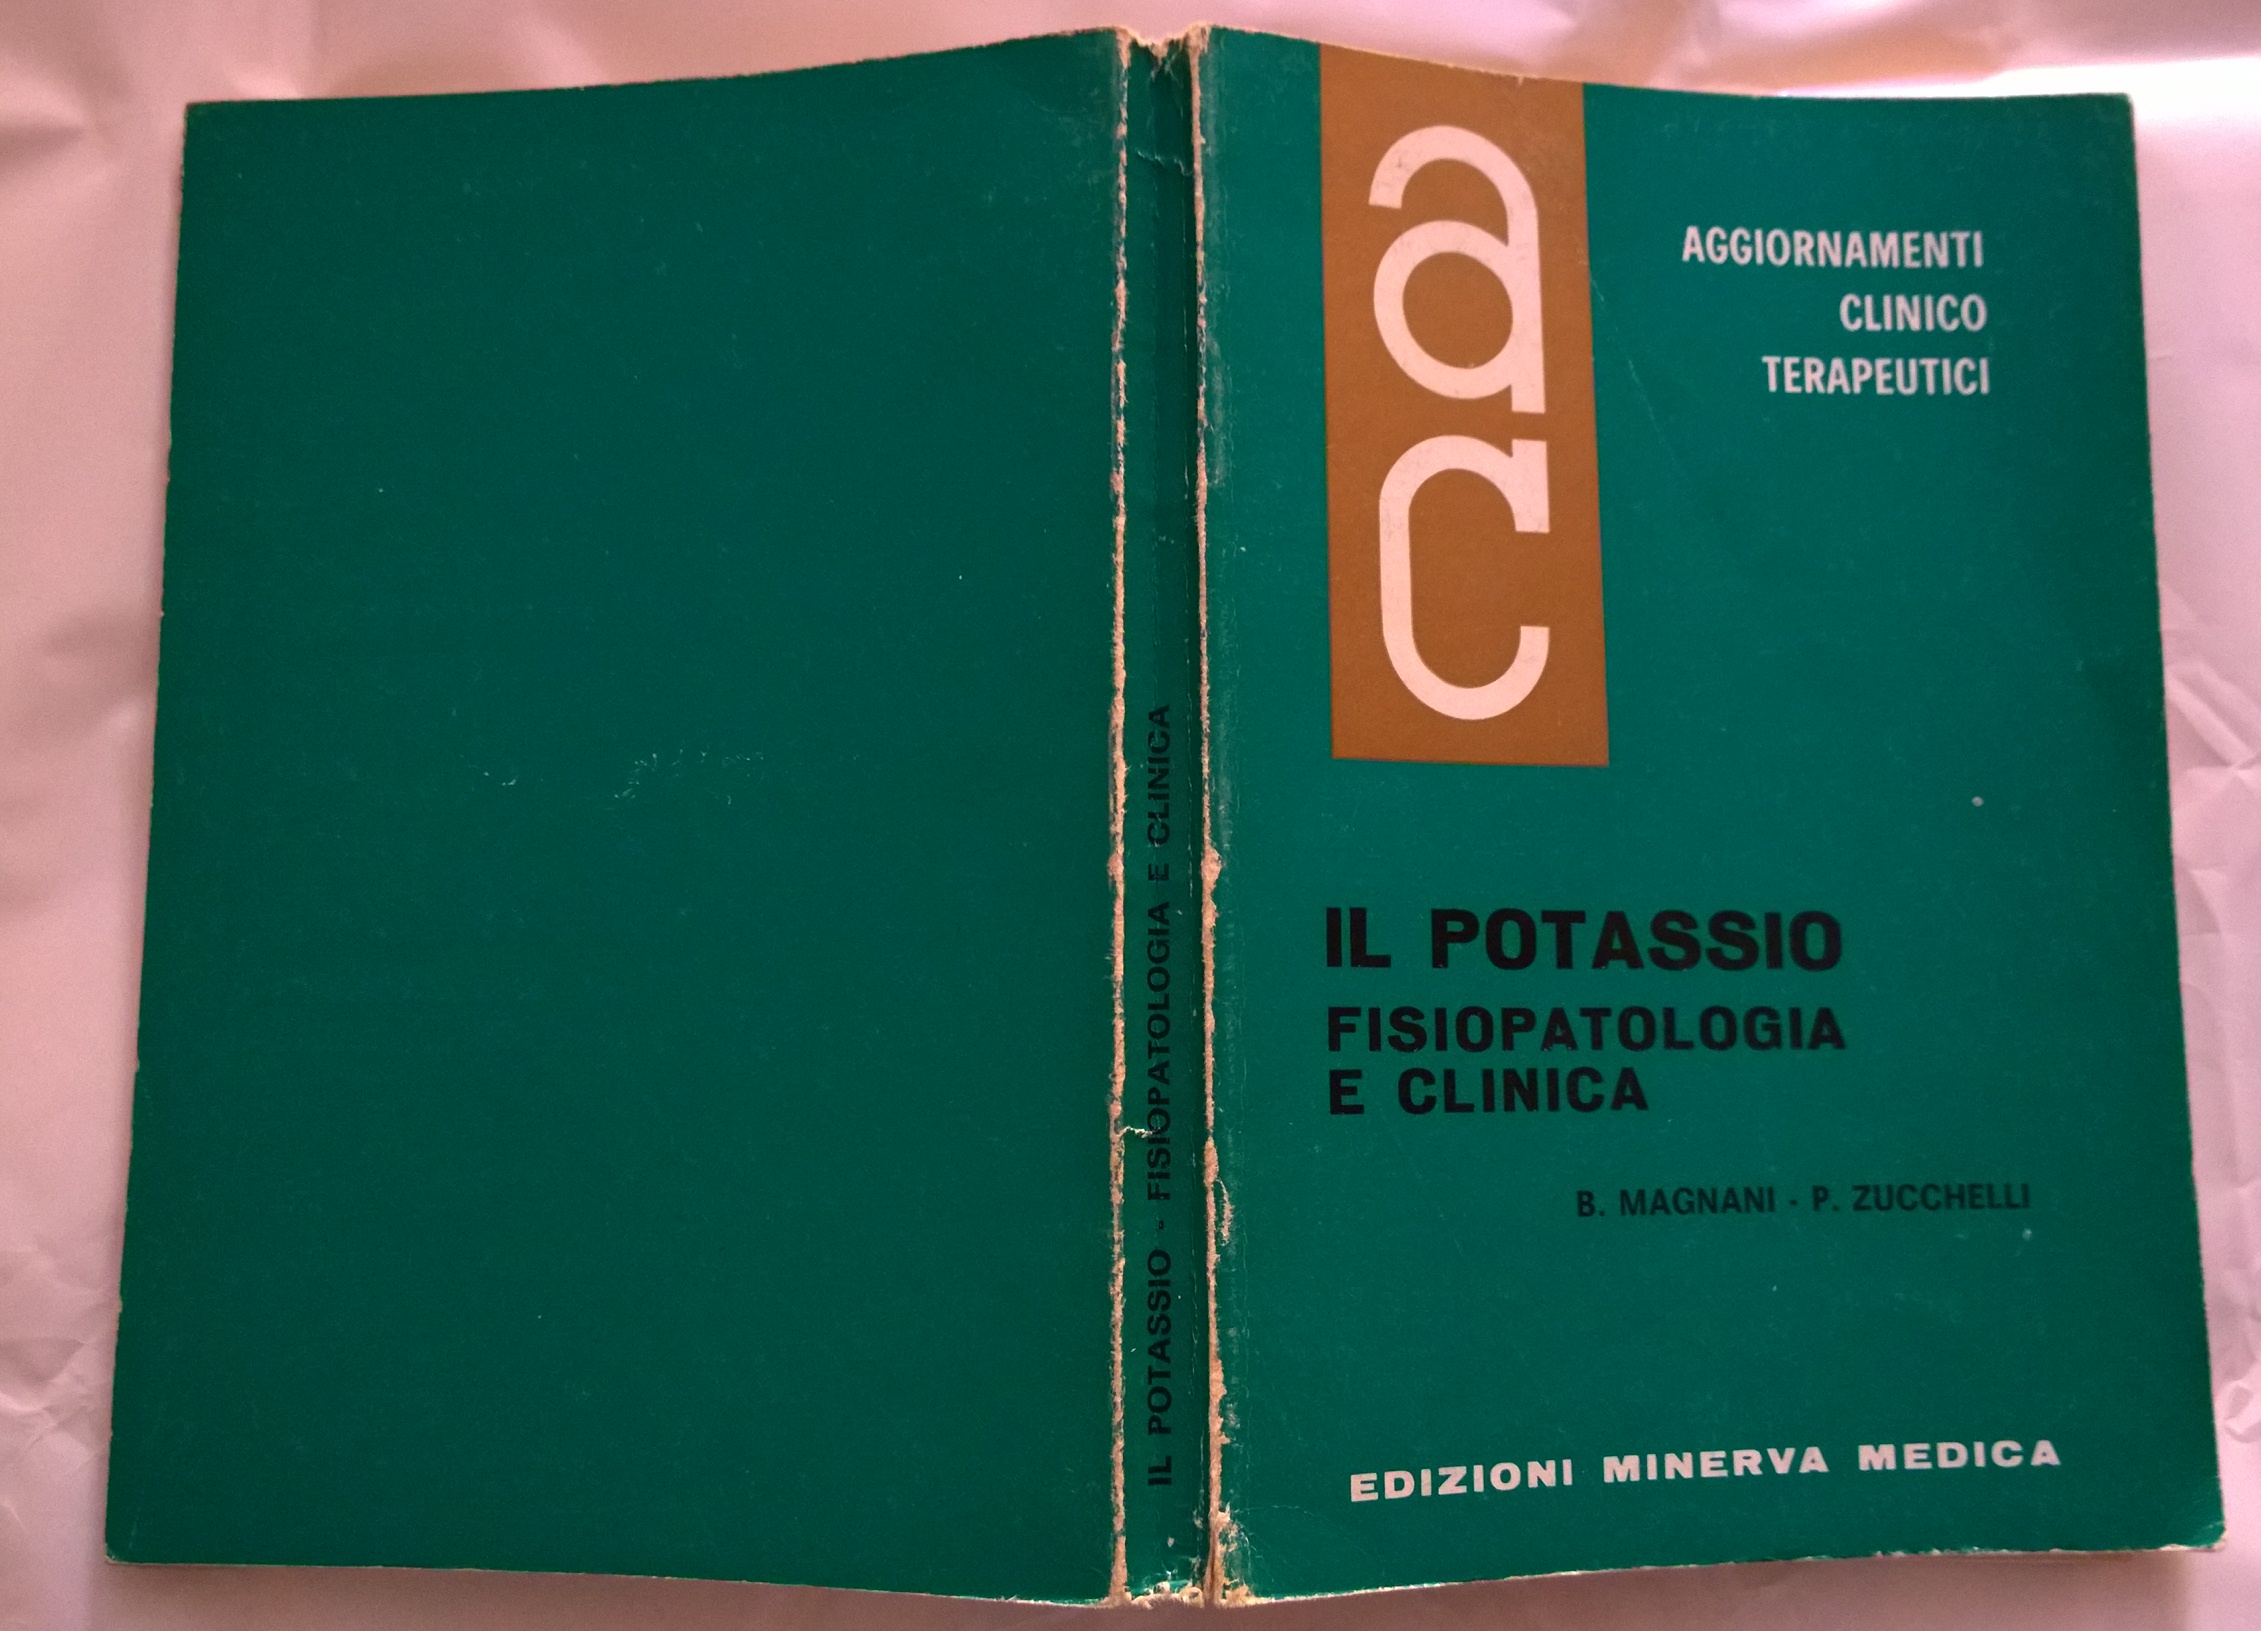 IL POTASSIO - FISIOPATOLOGIA E CLINICA
ac
AGGIORNAMENTI
CLINICO
TERAPEUTICI
IL POTASSIO
FISIOPATOLOGIA
E CLINICA
B. MAGNANI - P. ZUCCHELLI
EDIZIONI MINERVA MEDICA